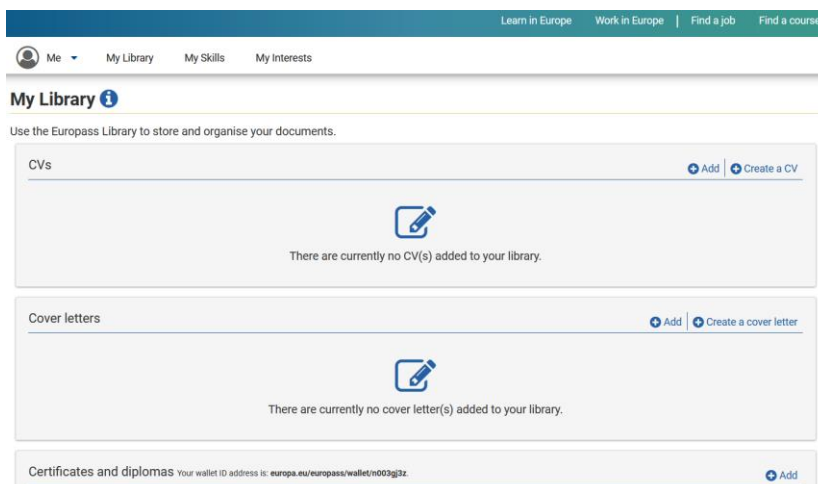 Learn in Europe Work in Europe | Find a job Find a course
Me My Library My Skills My Interests
My Library
Use the Europass Library to store and organise your documents.
CVs Add Create a CV
There are currently no CV(s) added to your library.
Cover letters Add Create a cover letter
There are currently no cover letter(s) added to your library.
Certificates and diplomas Your wallet ID address is: europa.eu/europass/wallet/n003gj3z. Add